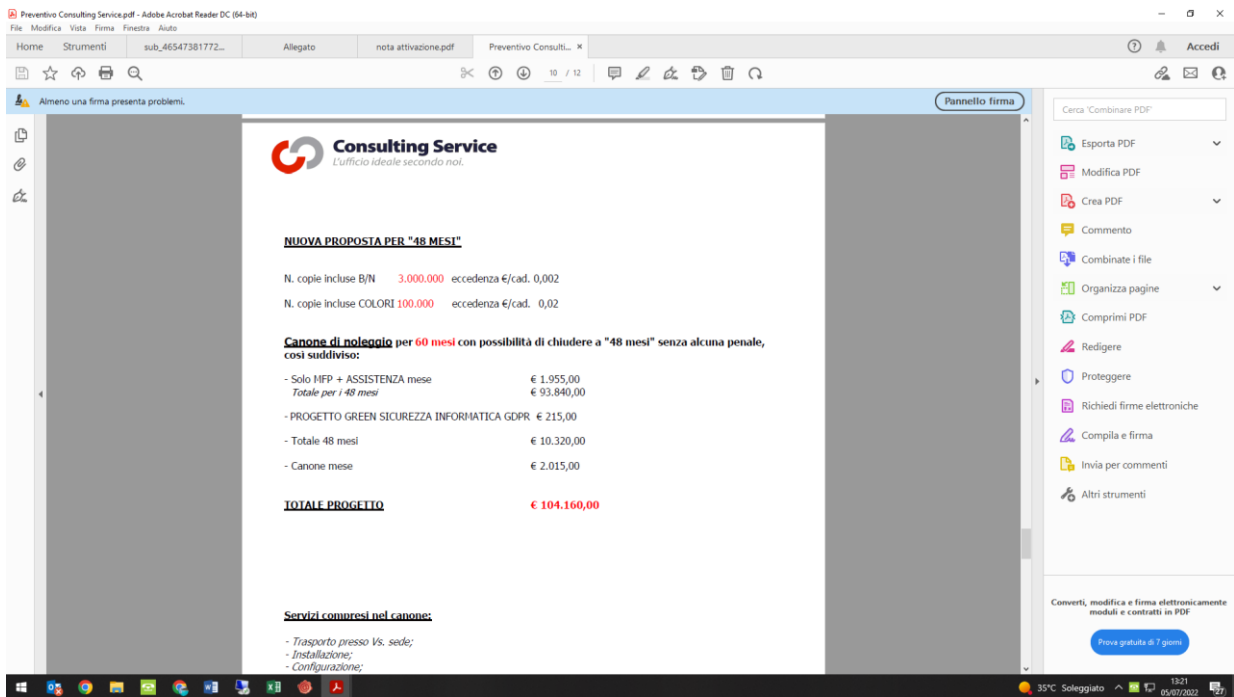 Preventivo Consulting Service.pdf - Adobe Acrobat Reader DC (64-bit)
File Modifica Vista Firma Finestra Aiuto
Home Strumenti sub_46547381772... Allegato nota attivazione.pdf Preventivo Consulti... × Accedi
10 / 12
Almeno una firma presenta problemi. Pannello firma
Consulting Service
L'ufficio ideale secondo noi.
NUOVA PROPOSTA PER "48 MESI"
N. copie incluse B/N 3.000.000 eccedenza €/cad. 0,002
N. copie incluse COLORI 100.000 eccedenza €/cad. 0,02
Canone di noleggio per 60 mesi con possibilità di chiudere a "48 mesi" senza alcuna penale,
così suddiviso:
- Solo MFP + ASSISTENZA mese € 1.955,00
Totale per i 48 mesi € 93.840,00
- PROGETTO GREEN SICUREZZA INFORMATICA GDPR € 215,00
- Totale 48 mesi € 10.320,00
- Canone mese € 2.015,00
TOTALE PROGETTO € 104.160,00
Servizi compresi nel canone:
- Trasporto presso Vs. sede;
- Installazione;
- Configurazione;
Cerca 'Combinare PDF'
Esporta PDF
Modifica PDF
Crea PDF
Commento
Combinate i file
Organizza pagine
Comprimi PDF
Redigere
Proteggere
Richiedi firme elettroniche
Compila e firma
Invia per commenti
Altri strumenti
Converti, modifica e firma elettronicamente
moduli e contratti in PDF
Prova gratuita di 7 giorni
35°C Soleggiato
13:21
05/07/2022
27